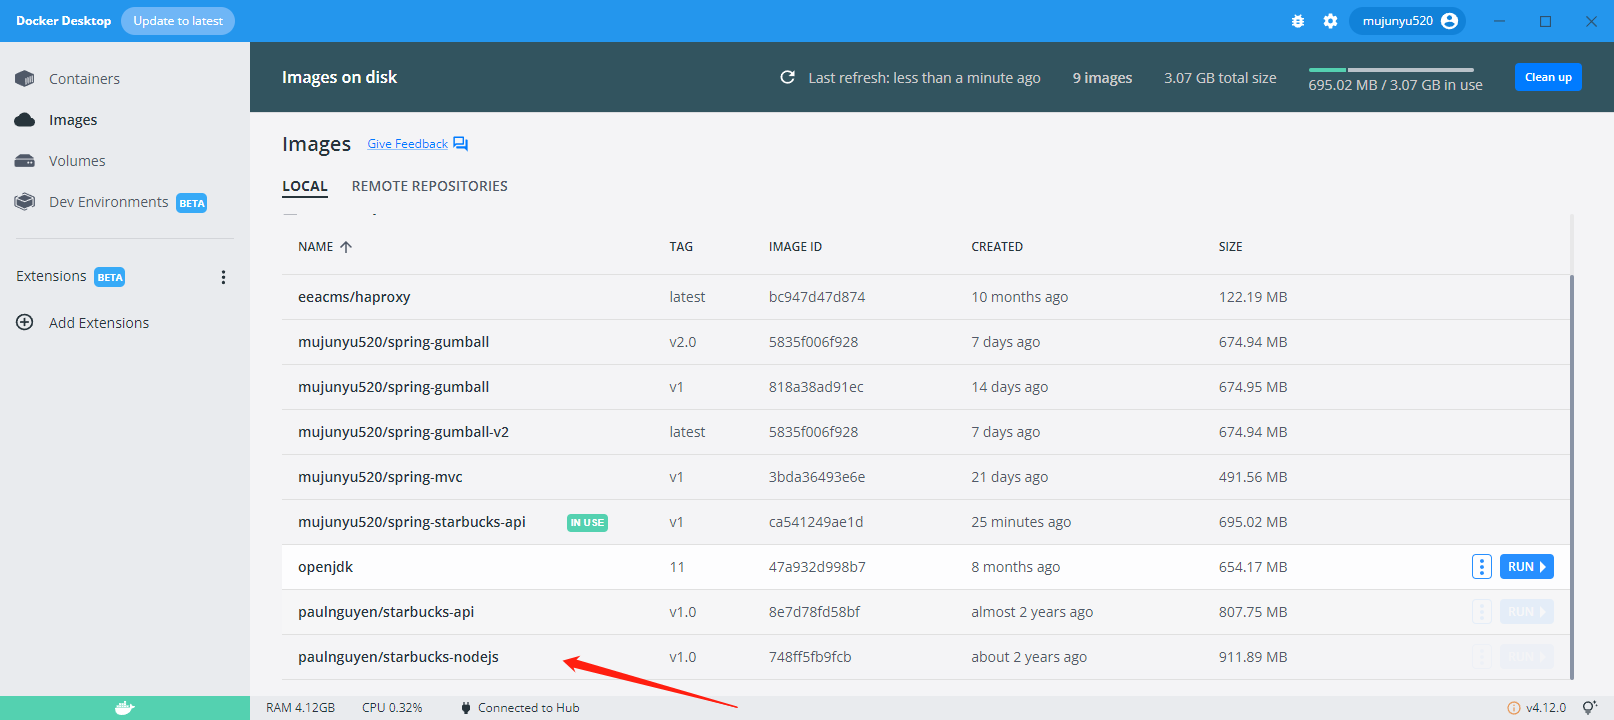 Docker Desktop Update to latest mujunyu520
Containers
Images
Volumes
Dev Environments BETA
Extensions BETA
Add Extensions
Images on disk Last refresh: less than a minute ago 9 images 3.07 GB total size 695.02 MB / 3.07 GB in use Clean up
Images Give Feedback
LOCAL REMOTE REPOSITORIES
NAME TAG IMAGE ID CREATED SIZE
eeacms/haproxy latest bc947d47d874 10 months ago 122.19 MB
mujunyu520/spring-gumball v2.0 5835f006f928 7 days ago 674.94 MB
mujunyu520/spring-gumball v1 818a38ad91ec 14 days ago 674.95 MB
mujunyu520/spring-gumball-v2 latest 5835f006f928 7 days ago 674.94 MB
mujunyu520/spring-mvc v1 3bda36493e6e 21 days ago 491.56 MB
mujunyu520/spring-starbucks-api IN USE v1 ca541249ae1d 25 minutes ago 695.02 MB
openjdk 11 47a932d998b7 8 months ago 654.17 MB RUN
paulnguyen/starbucks-api v1.0 8e7d78fd58bf almost 2 years ago 807.75 MB RUN
paulnguyen/starbucks-nodejs v1.0 748ff5fb9fcb about 2 years ago 911.89 MB
RAM 4.12GB CPU 0.32% Connected to Hub v4.12.0